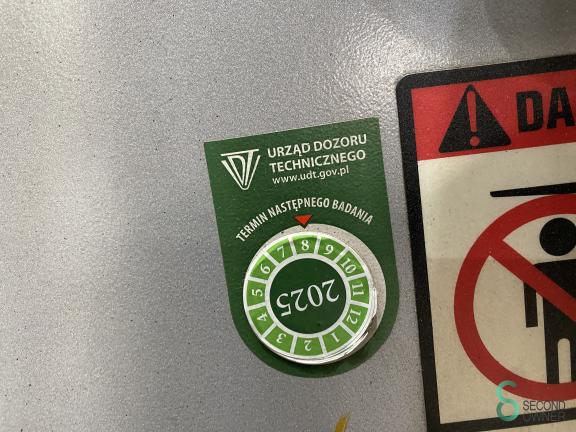 UDT
URZĄD DOZORU
TECHNICZNEGO
www.udt.gov.pl
TERMIN NASTĘPNEGO BADANIA
1 2 3 4 5 6 7 8 9 10 11 12
2025
DA
SECOND
OWNER